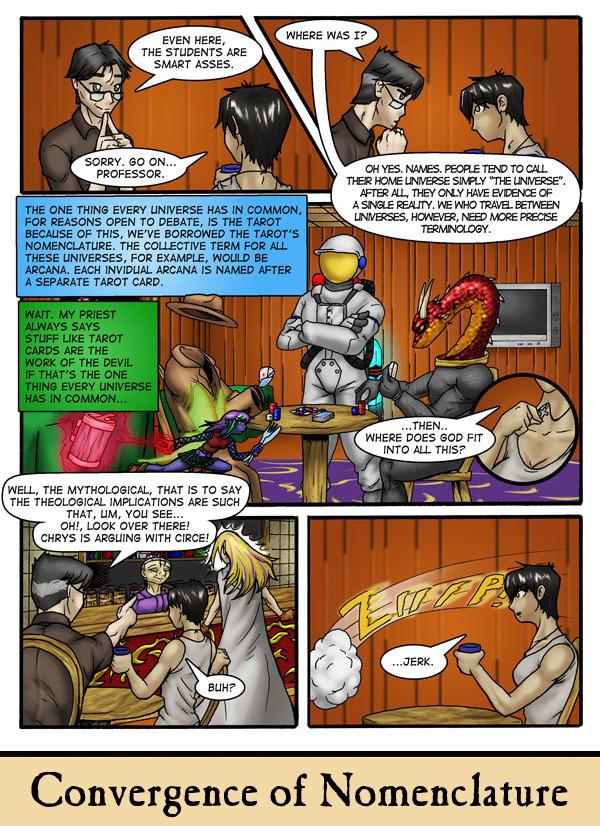 EVEN HERE,
THE STUDENTS ARE
SMART ASSES.
SORRY. GO ON...
PROFESSOR.
WHERE WAS I?
OH YES. NAMES. PEOPLE TEND TO CALL
THEIR HOME UNIVERSE SIMPLY “THE UNIVERSE”.
AFTER ALL, THEY ONLY HAVE EVIDENCE OF
A SINGLE REALITY. WE WHO TRAVEL BETWEEN
UNIVERSES, HOWEVER, NEED MORE PRECISE
TERMINOLOGY.
THE ONE THING EVERY UNIVERSE HAS IN COMMON,
FOR REASONS OPEN TO DEBATE, IS THE TAROT
BECAUSE OF THIS, WE'VE BORROWED THE TAROT'S
NOMENCLATURE. THE COLLECTIVE TERM FOR ALL
THESE UNIVERSES, FOR EXAMPLE, WOULD BE
ARCANA. EACH INVIDUAL ARCANA IS NAMED AFTER
A SEPARATE TAROT CARD.
WAIT. MY PRIEST
ALWAYS SAYS
STUFF LIKE TAROT
CARDS ARE THE
WORK OF THE DEVIL
IF THAT'S THE ONE
THING EVERY UNIVERSE
HAS IN COMMON...
...THEN..
WHERE DOES GOD FIT
INTO ALL THIS?
WELL, THE MYTHOLOGICAL, THAT IS TO SAY
THE THEOLOGICAL IMPLICATIONS ARE SUCH
THAT, UM, YOU SEE...
OH!, LOOK OVER THERE!
CHRYS IS ARGUING WITH CIRCE!
BUH?
ZIFFP!
...JERK.
Convergence of Nomenclature